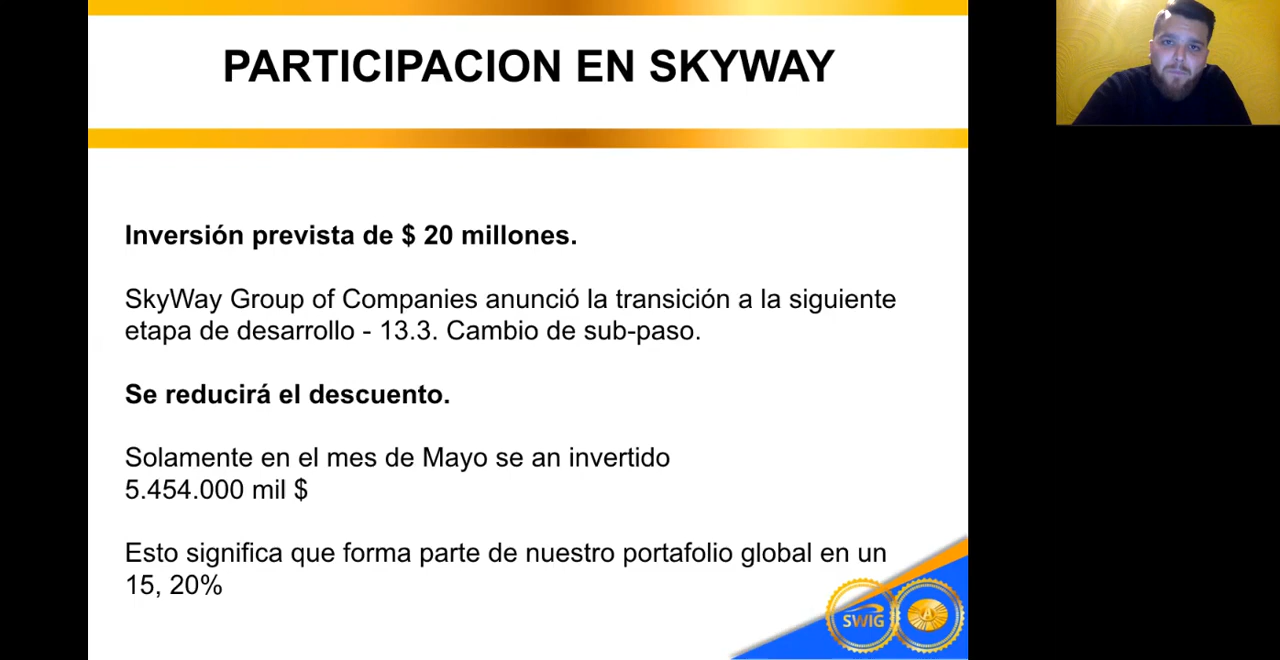 PARTICIPACION EN SKYWAY
Inversión prevista de $ 20 millones.
SkyWay Group of Companies anunció la transición a la siguiente
etapa de desarrollo - 13.3. Cambio de sub-paso.
Se reducirá el descuento.
Solamente en el mes de Mayo se an invertido
5.454.000 mil $
Esto significa que forma parte de nuestro portafolio global en un
15, 20%
SWIG
A